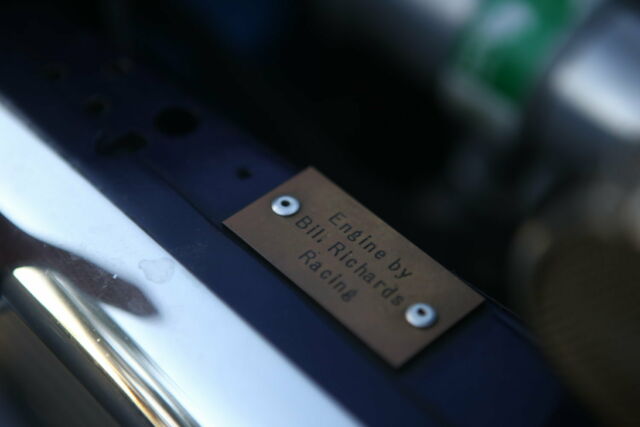 Engine by
Bill Richards
Racing